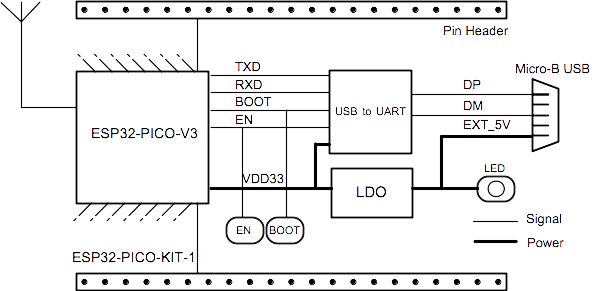 Pin Header
Micro-B USB
TXD
RXD
BOOT
EN
ESP32-PICO-V3
USB to UART
DP
DM
EXT_5V
VDD33
LDO
LED
EN
BOOT
Signal
Power
ESP32-PICO-KIT-1